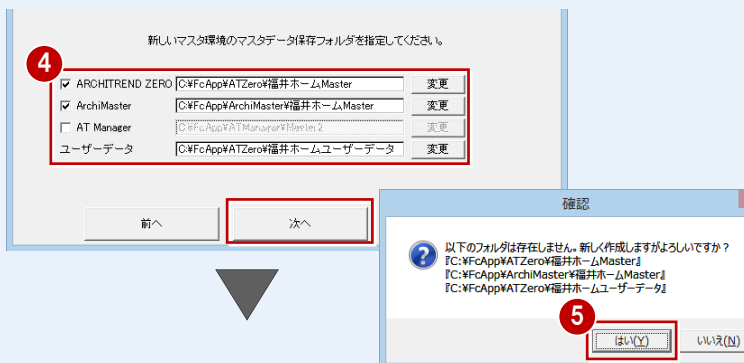 新しいマスタ環境のマスタデータ保存フォルダを指定してください。
4
ARCHITREND ZERO C:¥FcApp¥ATZero¥福井ホームMaster 変更
ArchiMaster C:¥FcApp¥ArchiMaster¥福井ホームMaster 変更
AT Manager C:¥FcApp¥ATManager¥Master2 変更
ユーザーデータ C:¥FcApp¥ATZero¥福井ホームユーザーデータ 変更
前へ 次へ
確認
以下のフォルダは存在しません。新しく作成しますがよろしいですか？
『C:¥FcApp¥ATZero¥福井ホームMaster』
『C:¥FcApp¥ArchiMaster¥福井ホームMaster』
『C:¥FcApp¥ATZero¥福井ホームユーザーデータ』
5
はい(Y) いいえ(N)